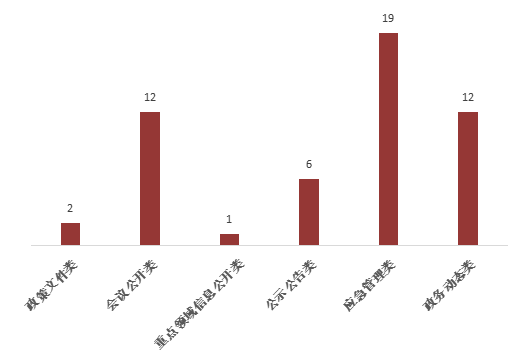 19
12
12
6
2
1
政策文件类
会议公开类
重点领域信息公开类
公示公告类
应急管理类
政务动态类